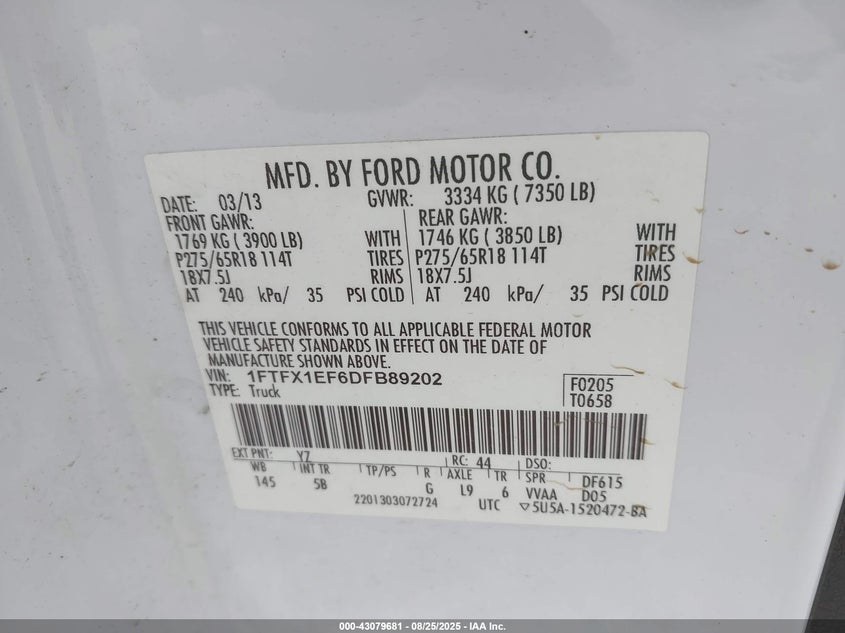 MFD. BY FORD MOTOR CO.
DATE: 03/13 GVWR: 3334 KG ( 7350 LB)
FRONT GAWR: REAR GAWR:
1769 KG ( 3900 LB) WITH 1746 KG ( 3850 LB) WITH
P275/65R18 114T TIRES P275/65R18 114T TIRES
18X7.5J RIMS 18X7.5J RIMS
AT 240 kPa/ 35 PSI COLD AT 240 kPa/ 35 PSI COLD
THIS VEHICLE CONFORMS TO ALL APPLICABLE FEDERAL MOTOR
VEHICLE SAFETY STANDARDS IN EFFECT ON THE DATE OF
MANUFACTURE SHOWN ABOVE.
VIN: 1FTFX1EF6DFB89202 F0205
TYPE: Truck T0658
EXT PNT: YZ RC: 44 DSO:
WB INT TR TP/PS R AXLE TR SPR DF615
145 5B G L9 6 VVAA D05
2201303072724 UTC ▽5U5A-1520472-BA
000-43079681 - 08/25/2025 - IAA Inc.